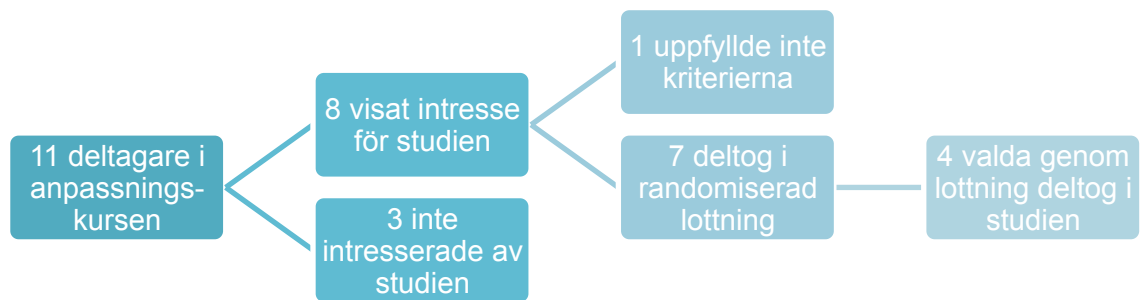 11 deltagare i
anpassnings-
kursen
8 visat intresse
för studien
3 inte
intresserade av
studien
1 uppfyllde inte
kriterierna
7 deltog i
randomiserad
lottning
4 valda genom
lottning deltog i
studien